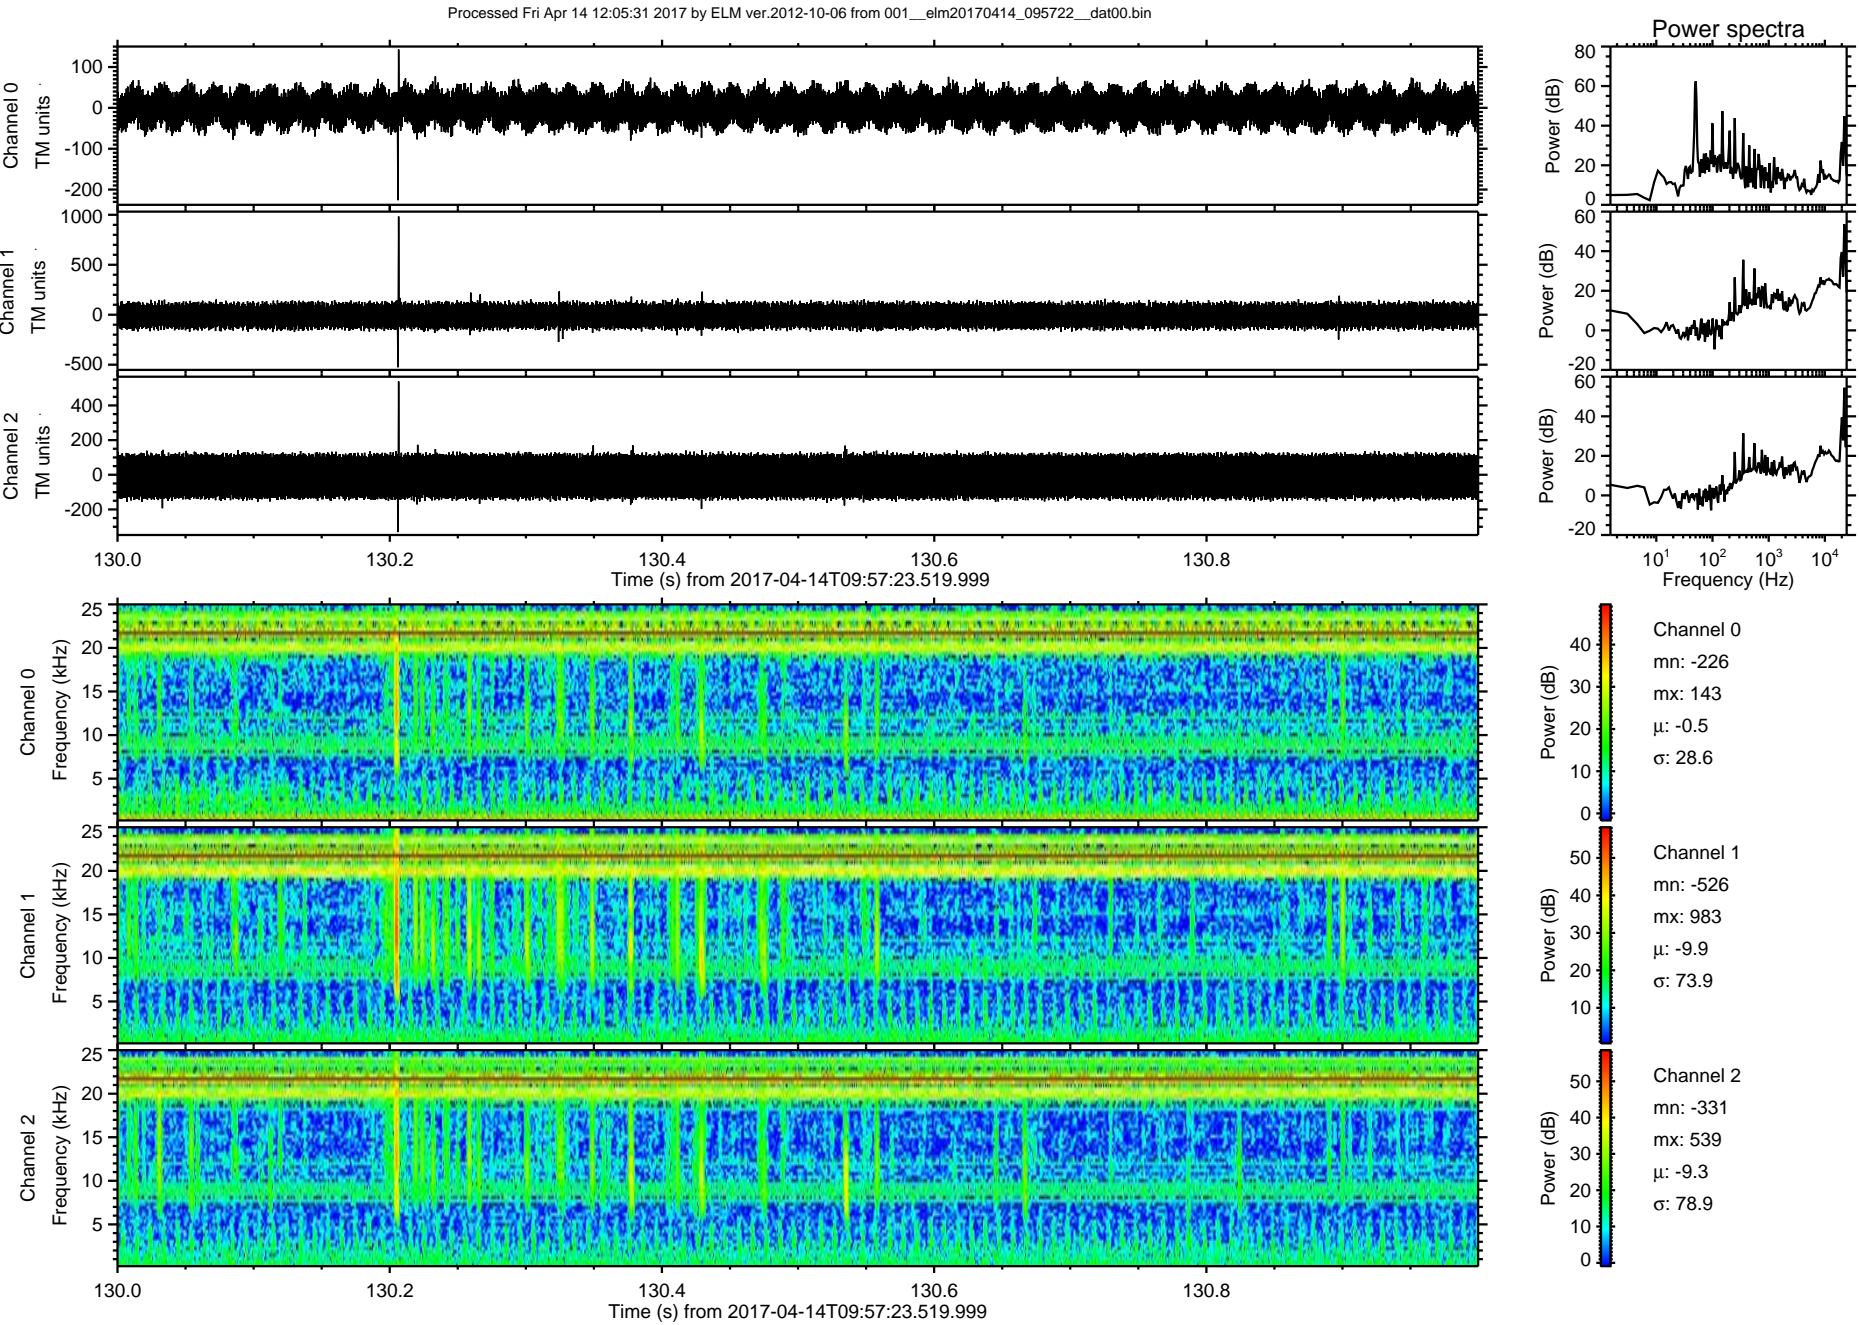 Processed Fri Apr 14 12:05:31 2017 by ELM ver.2012-10-06 from 001__elm20170414_095722__dat00.bin
Power spectra
Channel 0
TM units
100
0
-100
-200
Power (dB)
80
60
40
20
0
Channel 1
TM units
1000
500
0
-500
Power (dB)
60
40
20
0
-20
Channel 2
TM units
400
200
0
-200
Power (dB)
60
40
20
0
-20
130.0 130.2 130.4 130.6 130.8
Time (s) from 2017-04-14T09:57:23.519.999
10^1 10^2 10^3 10^4
Frequency (Hz)
Channel 0
Frequency (kHz)
25
20
15
10
5
Power (dB)
40
30
20
10
0
Channel 0
mn: -226
mx: 143
μ: -0.5
σ: 28.6
Channel 1
Frequency (kHz)
25
20
15
10
5
Power (dB)
50
40
30
20
10
Channel 1
mn: -526
mx: 983
μ: -9.9
σ: 73.9
Channel 2
Frequency (kHz)
25
20
15
10
5
Power (dB)
50
40
30
20
10
0
Channel 2
mn: -331
mx: 539
μ: -9.3
σ: 78.9
130.0 130.2 130.4 130.6 130.8
Time (s) from 2017-04-14T09:57:23.519.999